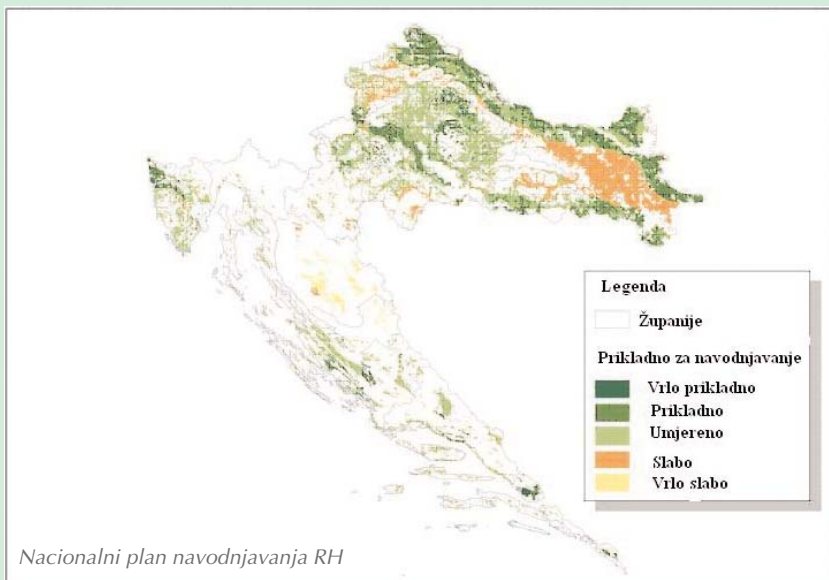 Legenda
Županije
Prikladno za navodnjavanje
Vrlo prikladno
Prikladno
Umjereno
Slabo
Vrlo slabo
Nacionalni plan navodnjavanja RH